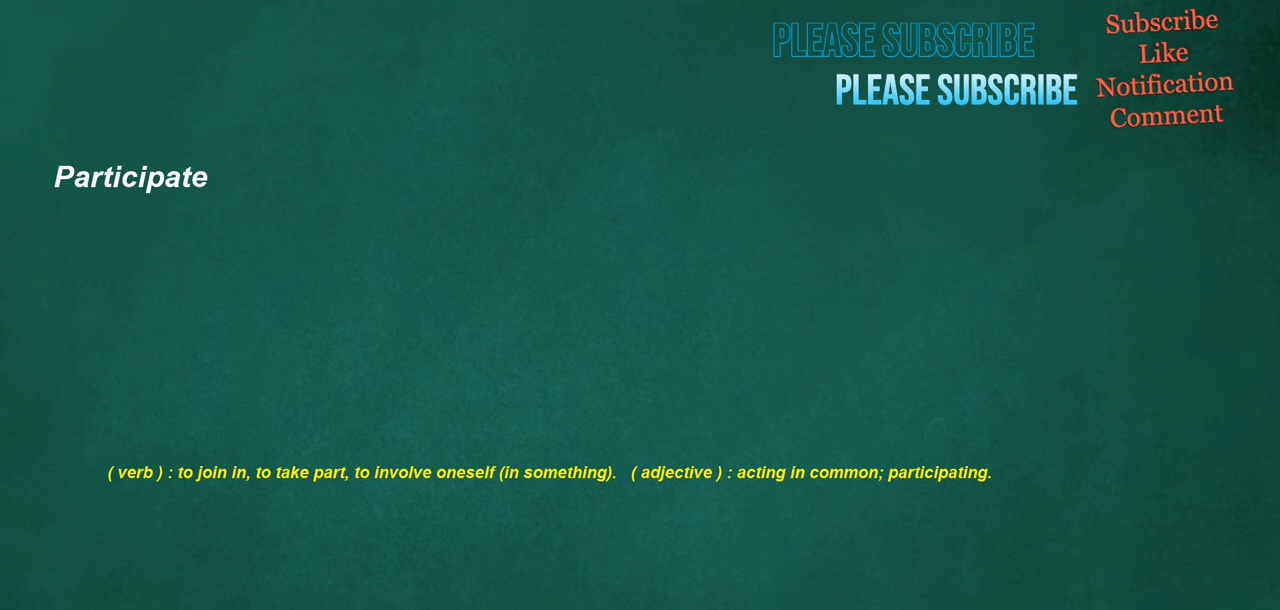 PLEASE SUBSCRIBE
PLEASE SUBSCRIBE
Subscribe
Like
Notification
Comment
Participate
( verb ) : to join in, to take part, to involve oneself (in something).   ( adjective ) : acting in common; participating.